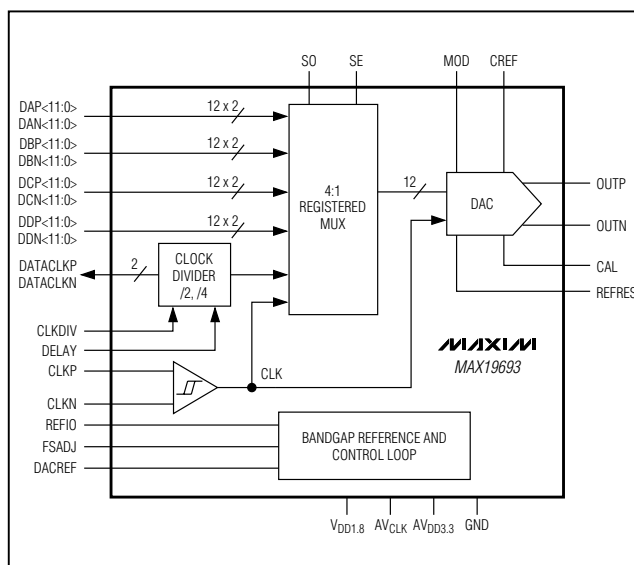 SO SE MOD CREF
DAP<11:0>
DAN<11:0>
12 x 2
DBP<11:0>
DBN<11:0>
12 x 2
DCP<11:0>
DCN<11:0>
12 x 2
DDP<11:0>
DDN<11:0>
12 x 2
4:1
REGISTERED
MUX
12
DAC
OUTP
OUTN
CAL
REFRES
DATACLKP
DATACLKN
2
CLOCK
DIVIDER
/2, /4
CLKDIV
DELAY
CLKP
CLKN
CLK
MAXIM
MAX19693
REFIO
FSADJ
DACREF
BANDGAP REFERENCE AND
CONTROL LOOP
VDD1.8 AVCLK AVDD3.3 GND